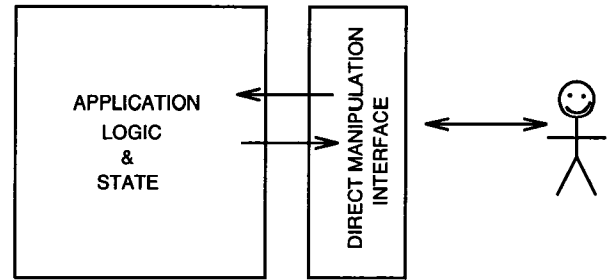 APPLICATION
LOGIC
&
STATE
DIRECT MANIPULATION
INTERFACE